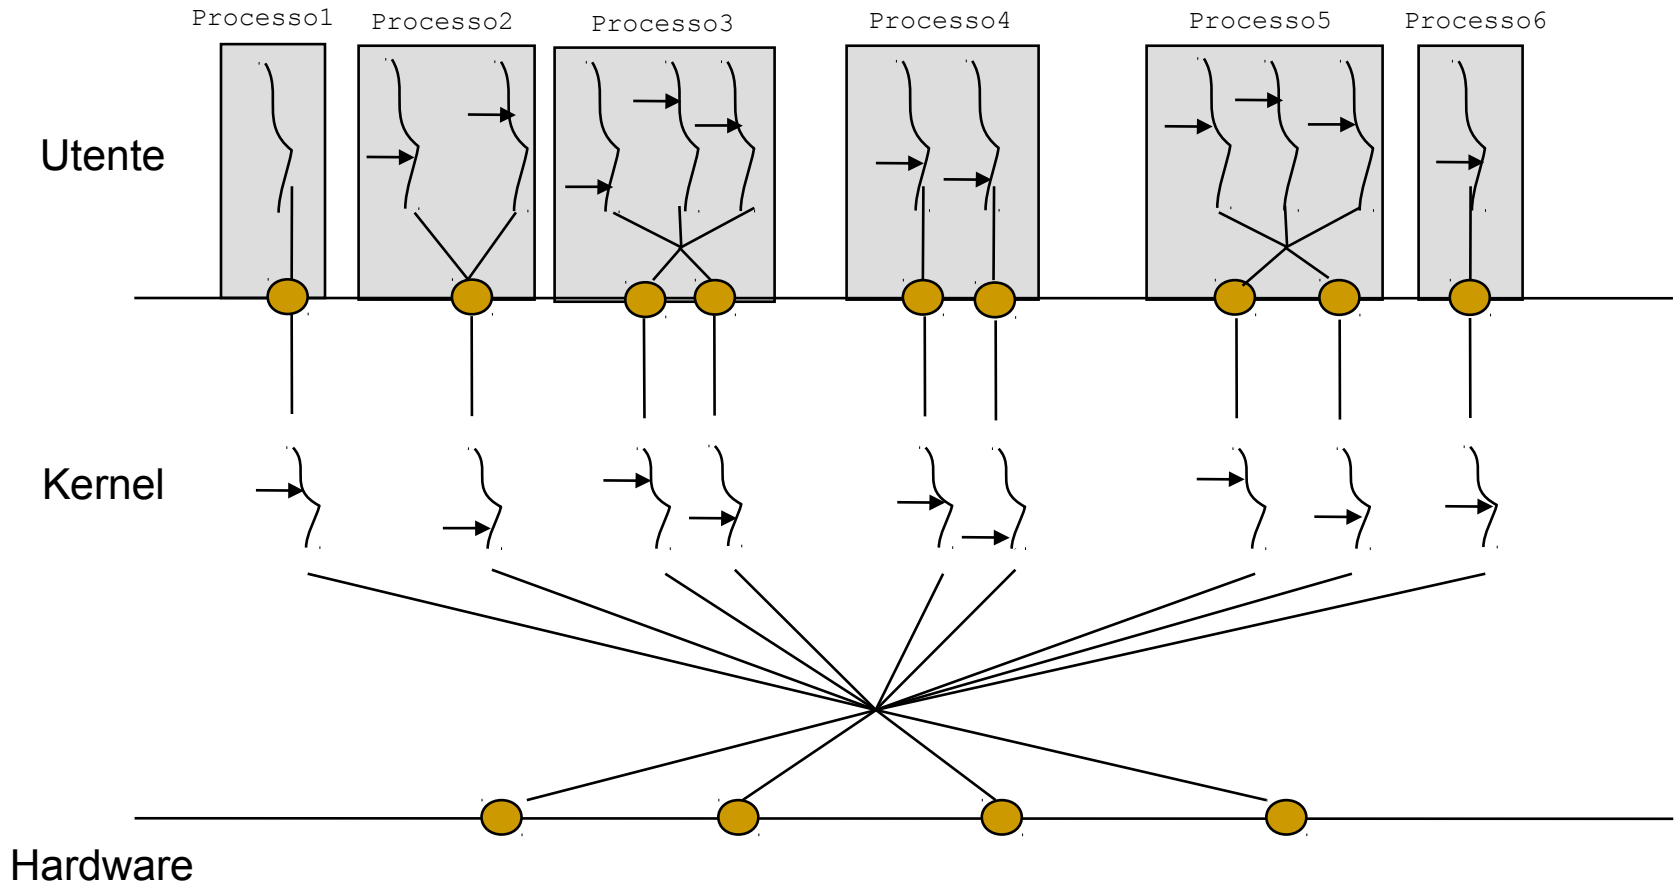 Processo1
Processo2
Processo3
Processo4
Processo5
Processo6
Utente
Kernel
Hardware